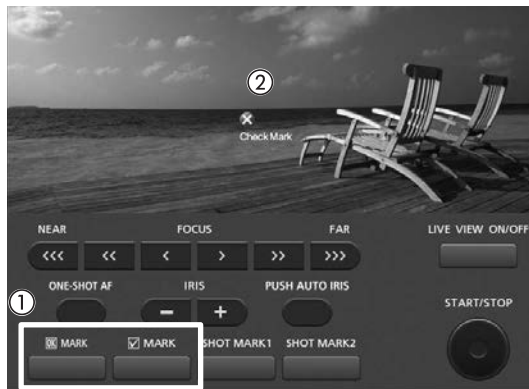 ②
Check Mark
NEAR FOCUS FAR LIVE VIEW ON/OFF
<<< << < > >> >>>
ONE-SHOT AF IRIS PUSH AUTO IRIS
①
− +
START/STOP
OK MARK ☑ MARK SHOT MARK1 SHOT MARK2